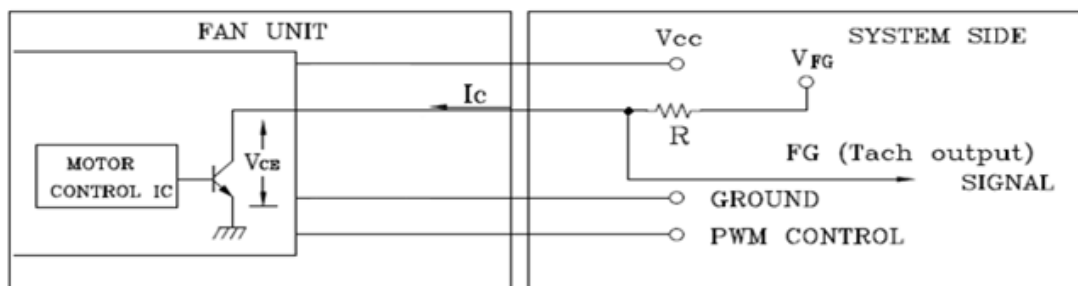 FAN UNIT
Ic
VCE
MOTOR
CONTROL IC
SYSTEM SIDE
Vcc
VFG
R
FG (Tach output)
SIGNAL
GROUND
PWM CONTROL